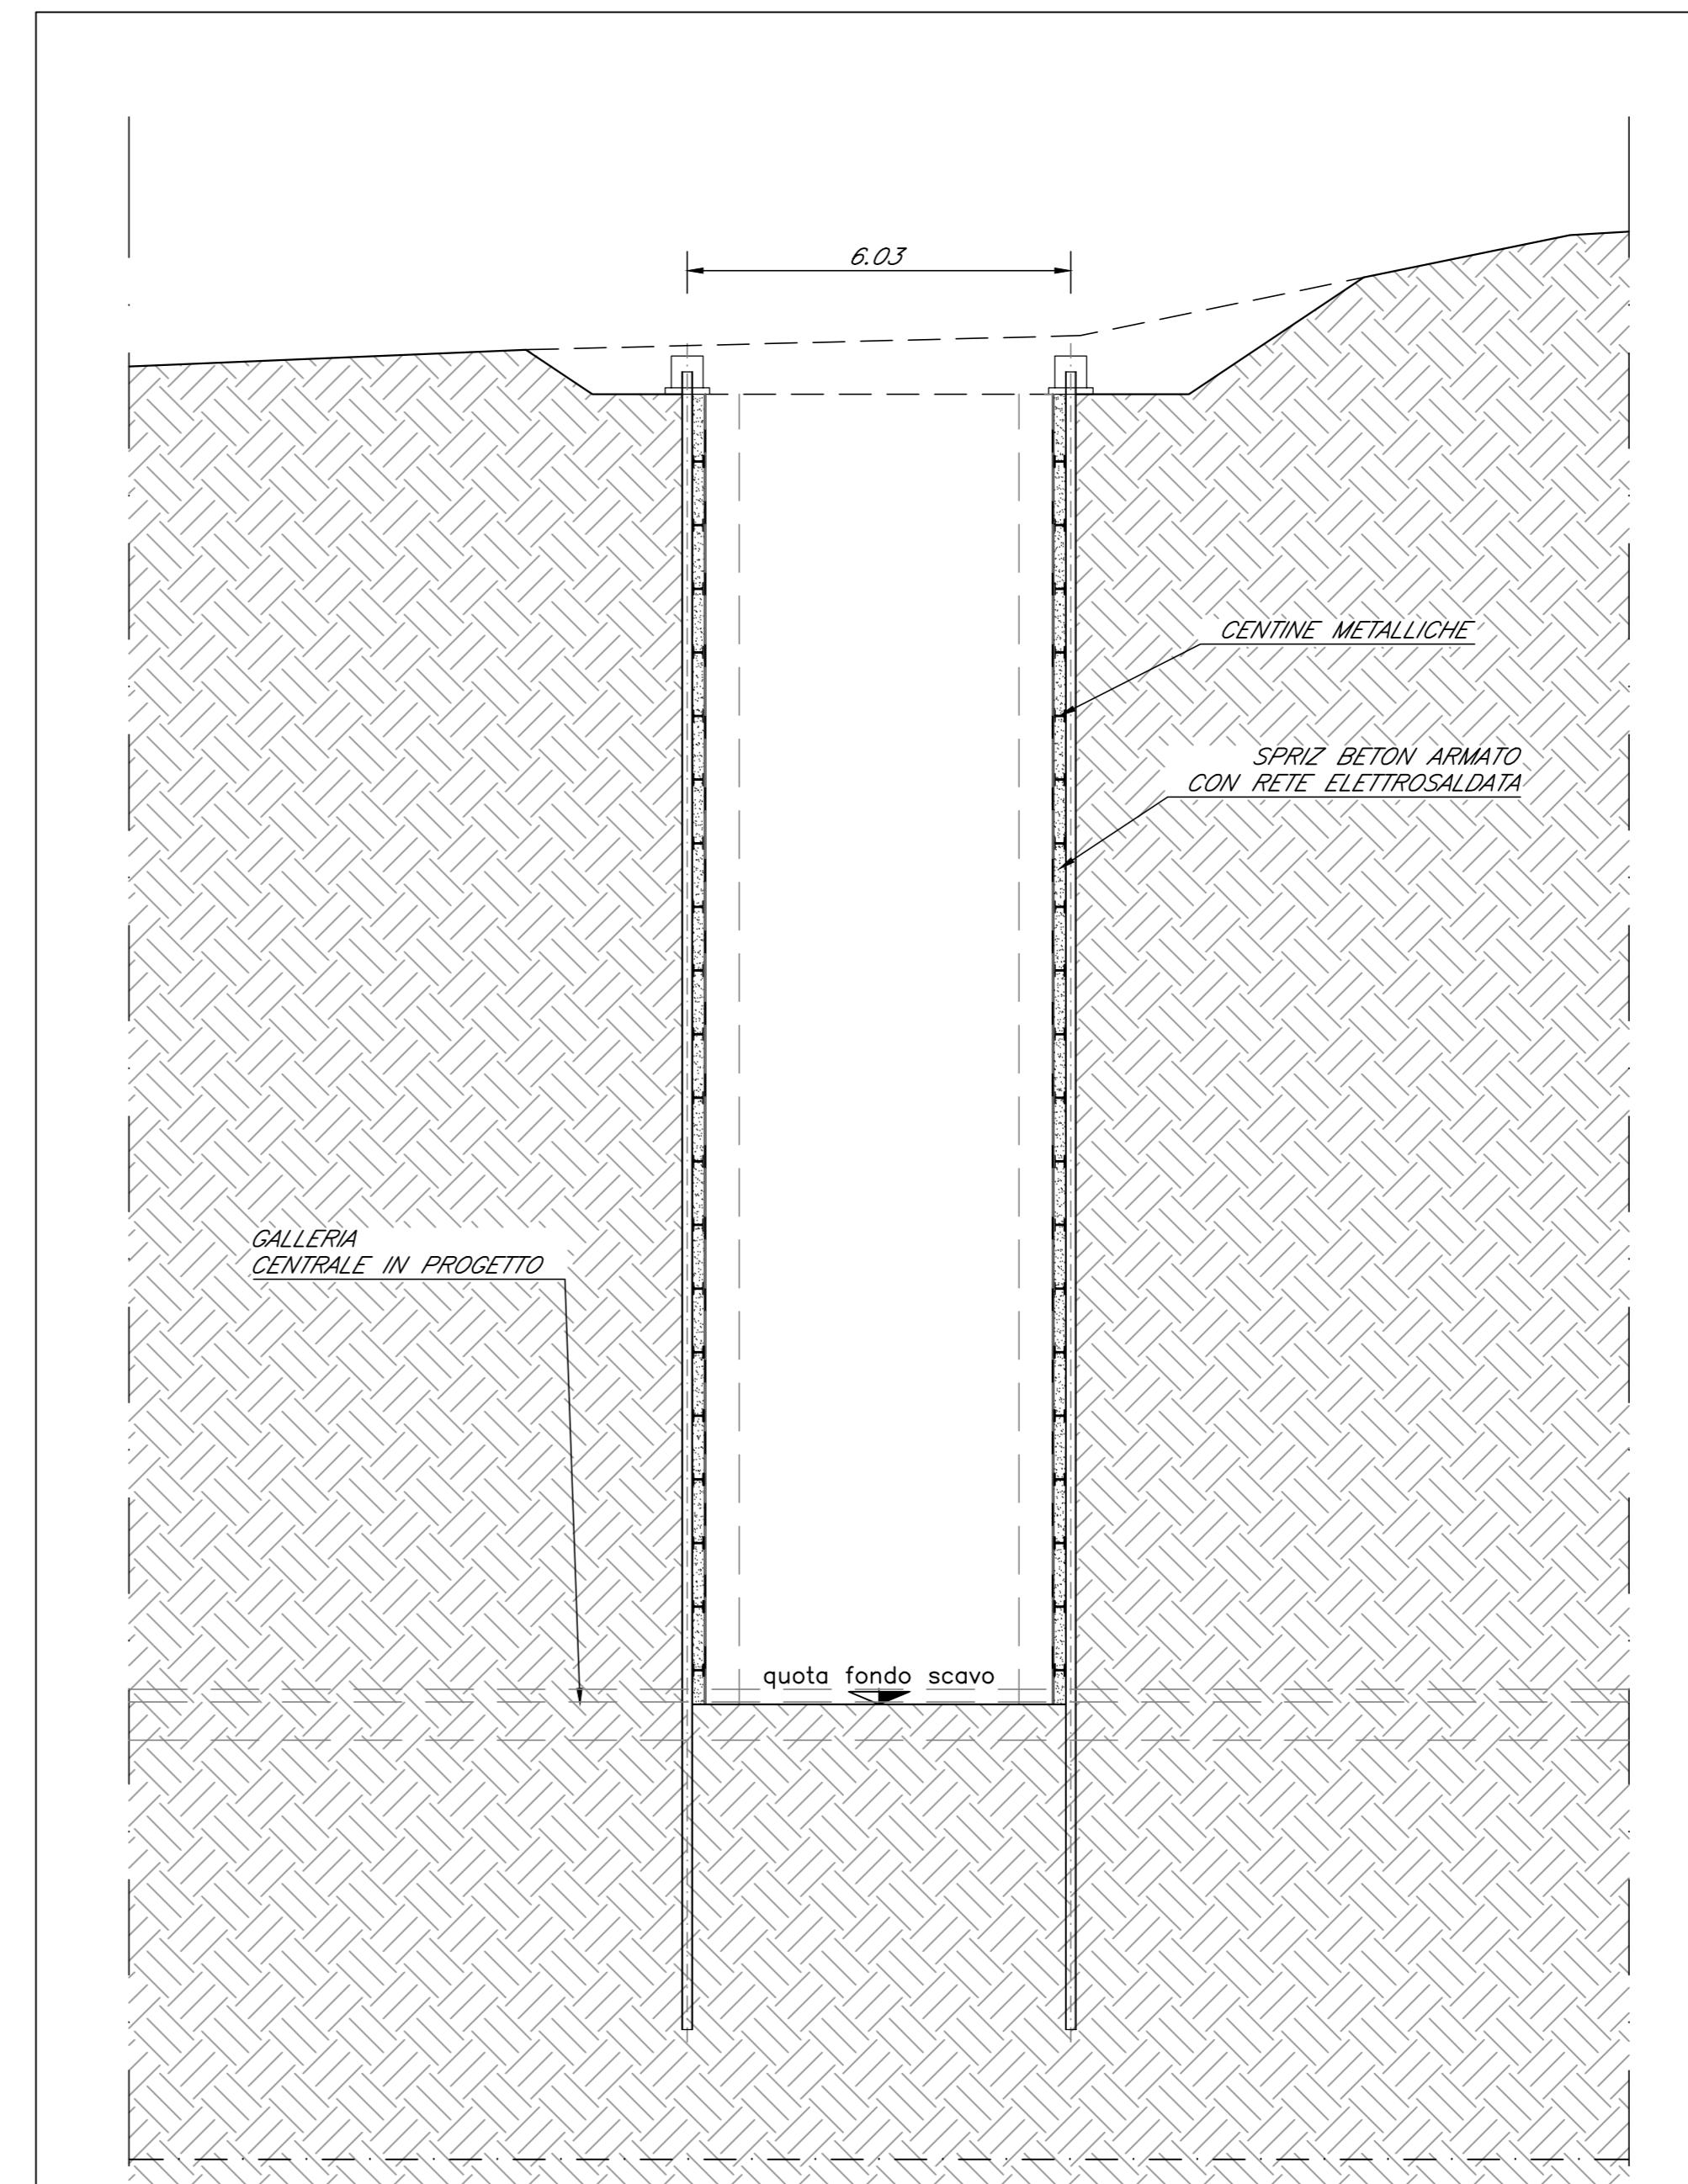 6.03
CENTINE METALLICHE
SPRIZ BETON ARMATO
CON RETE ELETTROSALDATA
GALLERIA
CENTRALE IN PROGETTO
quota fondo scavo